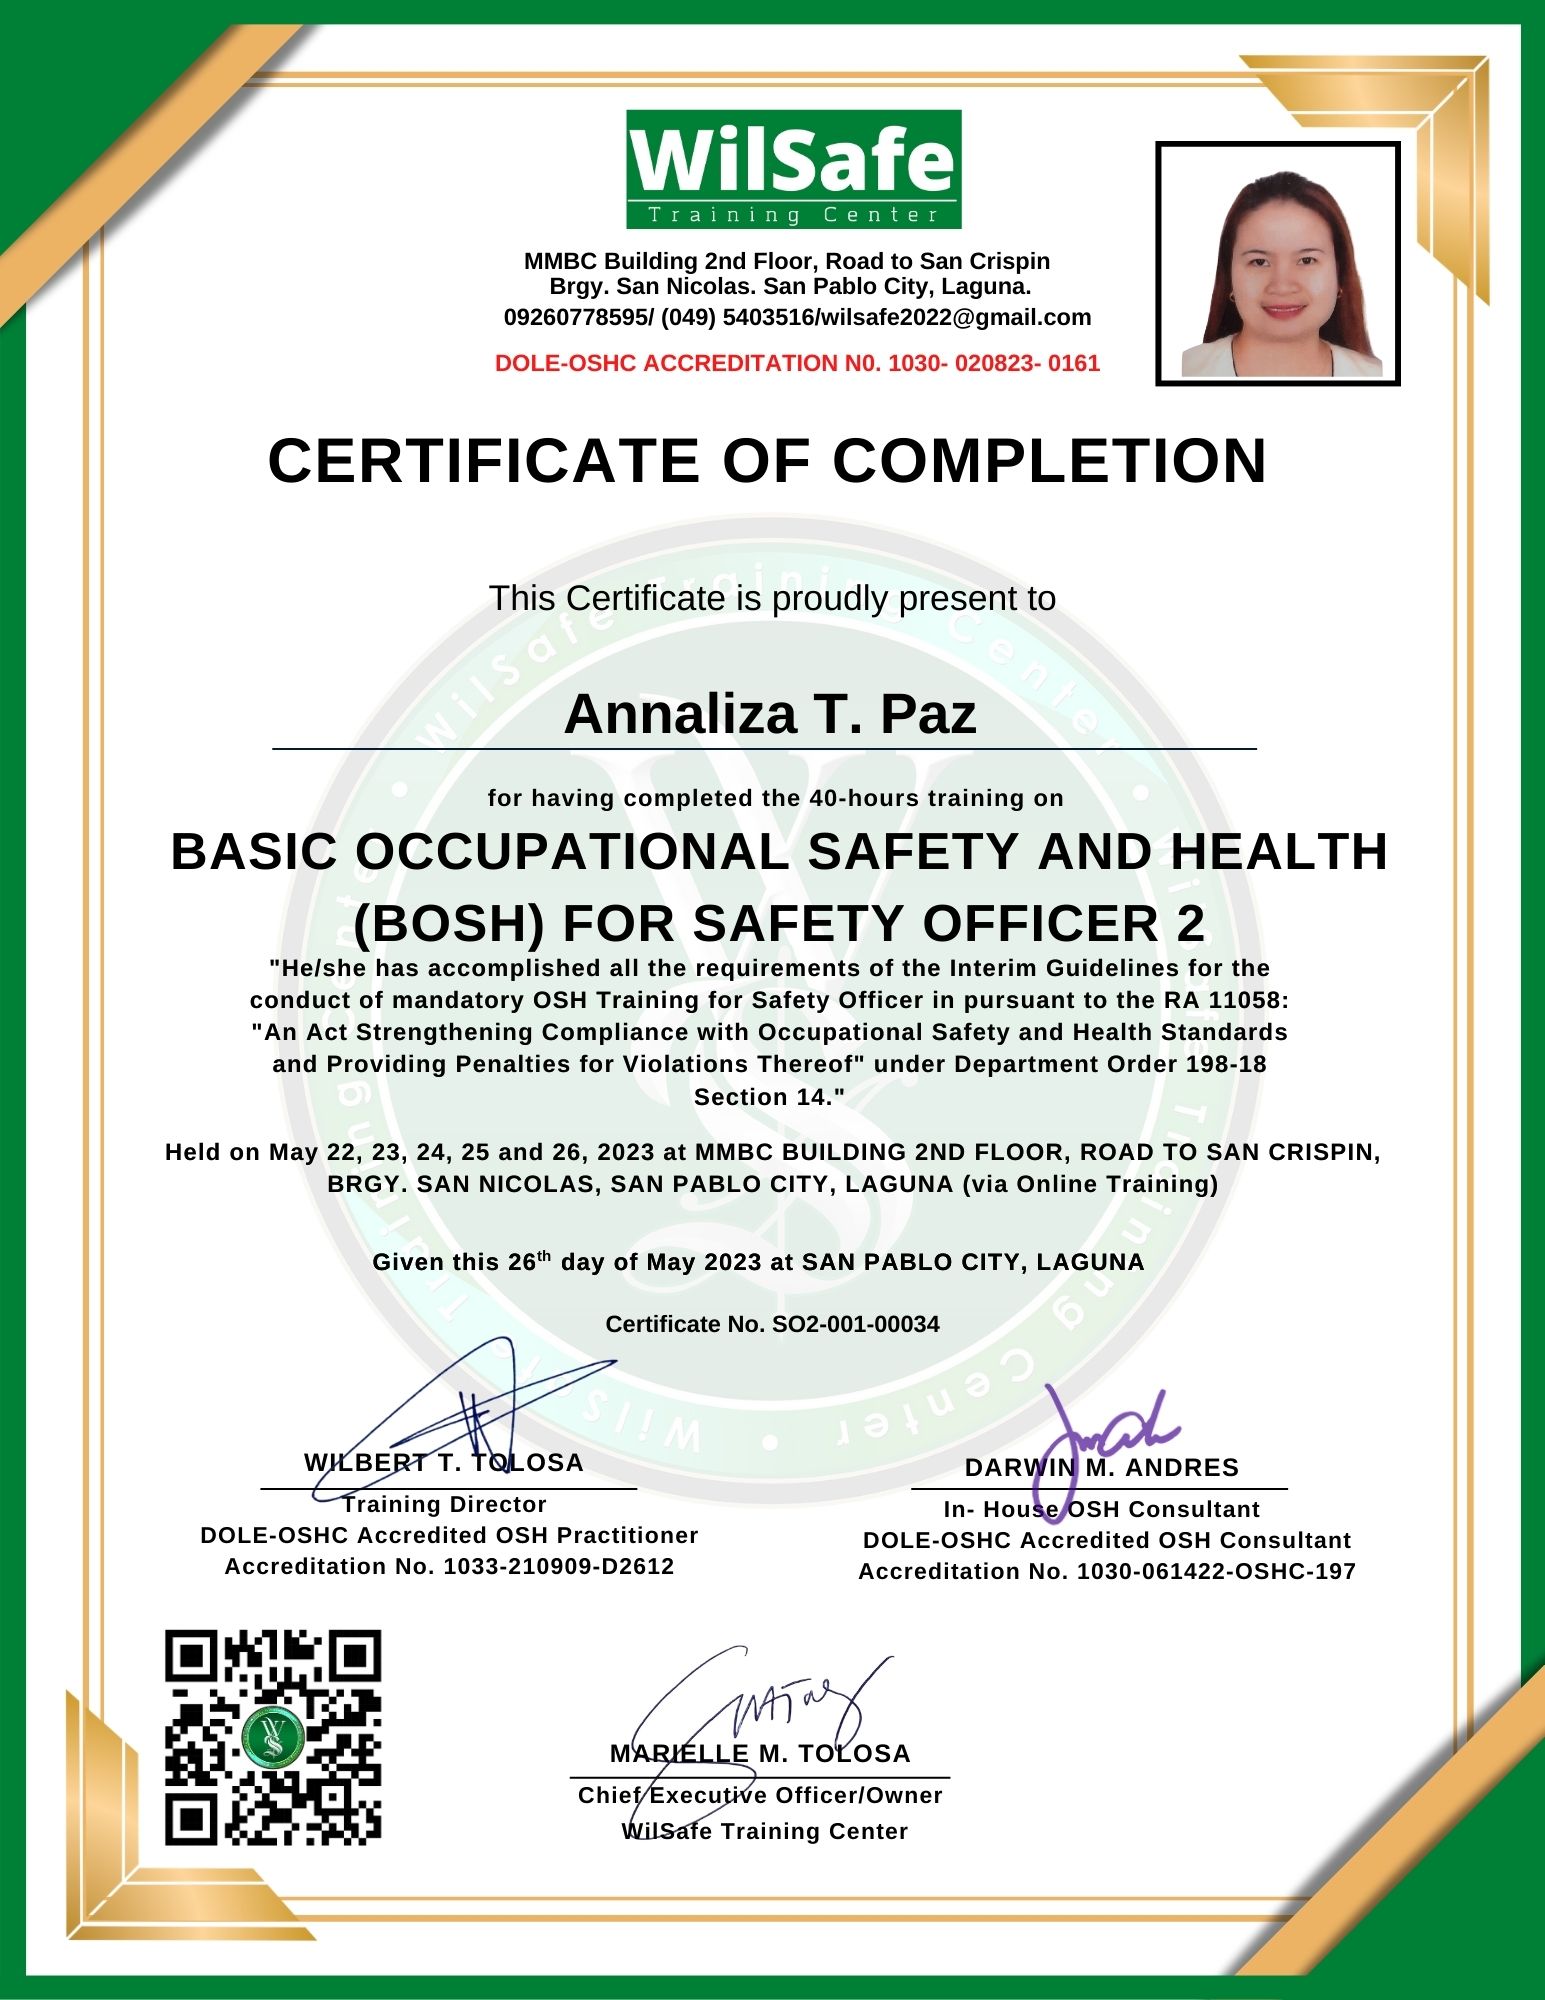 WilSafe
Training Center
MMBC Building 2nd Floor, Road to San Crispin
Brgy. San Nicolas. San Pablo City, Laguna.
09260778595/ (049) 5403516/wilsafe2022@gmail.com
DOLE-OSHC ACCREDITATION N0. 1030- 020823- 0161
CERTIFICATE OF COMPLETION
This Certificate is proudly present to
Annaliza T. Paz
for having completed the 40-hours training on
BASIC OCCUPATIONAL SAFETY AND HEALTH
(BOSH) FOR SAFETY OFFICER 2
"He/she has accomplished all the requirements of the Interim Guidelines for the
conduct of mandatory OSH Training for Safety Officer in pursuant to the RA 11058:
"An Act Strengthening Compliance with Occupational Safety and Health Standards
and Providing Penalties for Violations Thereof" under Department Order 198-18
Section 14."
Held on May 22, 23, 24, 25 and 26, 2023 at MMBC BUILDING 2ND FLOOR, ROAD TO SAN CRISPIN,
BRGY. SAN NICOLAS, SAN PABLO CITY, LAGUNA (via Online Training)
Given this 26th day of May 2023 at SAN PABLO CITY, LAGUNA
Certificate No. SO2-001-00034
WILBERT T. TOLOSA
Training Director
DOLE-OSHC Accredited OSH Practitioner
Accreditation No. 1033-210909-D2612
DARWIN M. ANDRES
In- House OSH Consultant
DOLE-OSHC Accredited OSH Consultant
Accreditation No. 1030-061422-OSHC-197
MARIELLE M. TOLOSA
Chief Executive Officer/Owner
WilSafe Training Center
WilSafe Training Center • WilSafe Training Center • WilSafe Training Center •